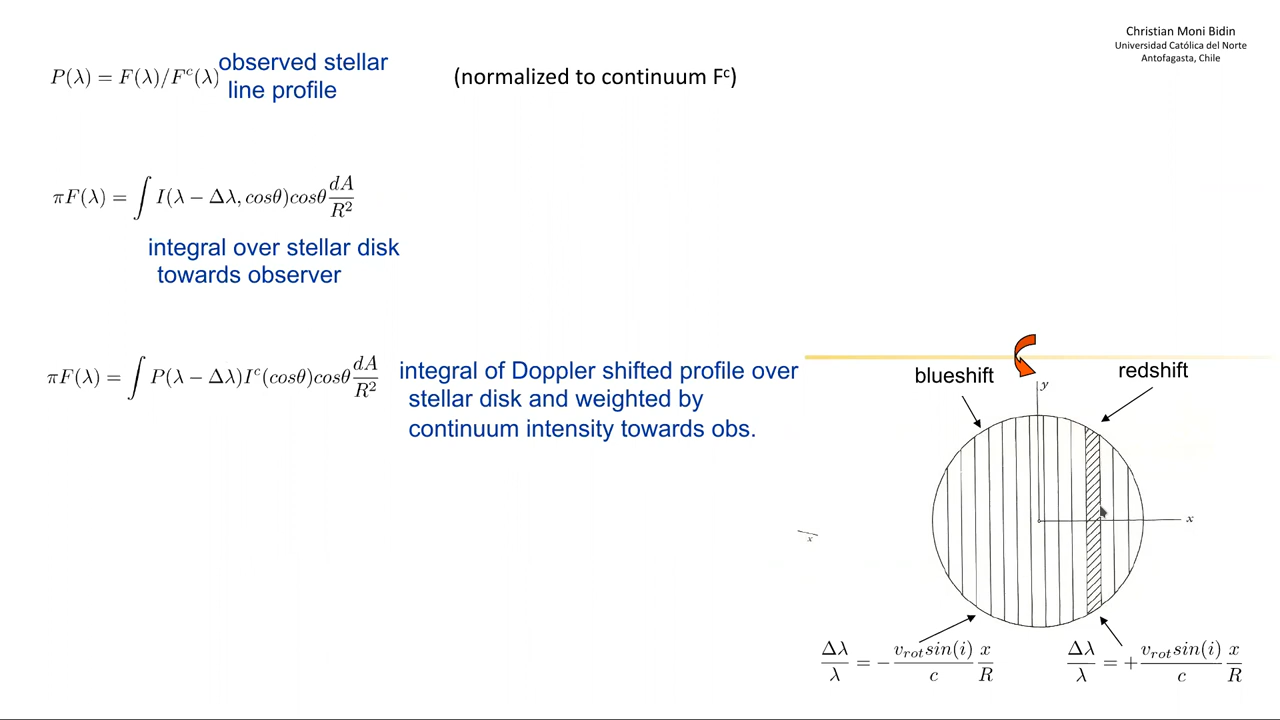 Christian Moni Bidin
Universidad Católica del Norte
Antofagasta, Chile
P(λ) = F(λ)/Fᶜ(λ)
observed stellar
line profile
(normalized to continuum Fᶜ)
πF(λ) = ∫ I(λ − Δλ, cosθ)cosθ dA/R²
integral over stellar disk
towards observer
πF(λ) = ∫ P(λ − Δλ)Iᶜ(cosθ)cosθ dA/R²
integral of Doppler shifted profile over
stellar disk and weighted by
continuum intensity towards obs.
blueshift
redshift
y
x
x
Δλ/λ = − v_rot sin(i)/c x/R
Δλ/λ = + v_rot sin(i)/c x/R